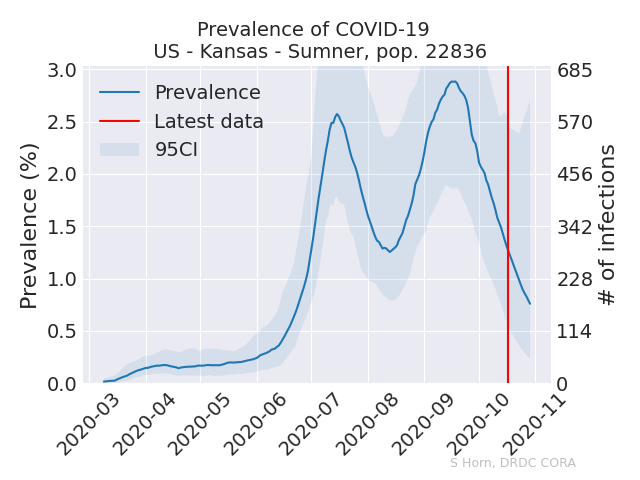 Prevalence of COVID-19
US - Kansas - Sumner, pop. 22836
Prevalence
Latest data
95CI
Prevalence (%)
3.0
2.5
2.0
1.5
1.0
0.5
0.0
685
570
456
342
228
114
0
# of infections
2020-03
2020-04
2020-05
2020-06
2020-07
2020-08
2020-09
2020-10
2020-11
S Horn, DRDC CORA